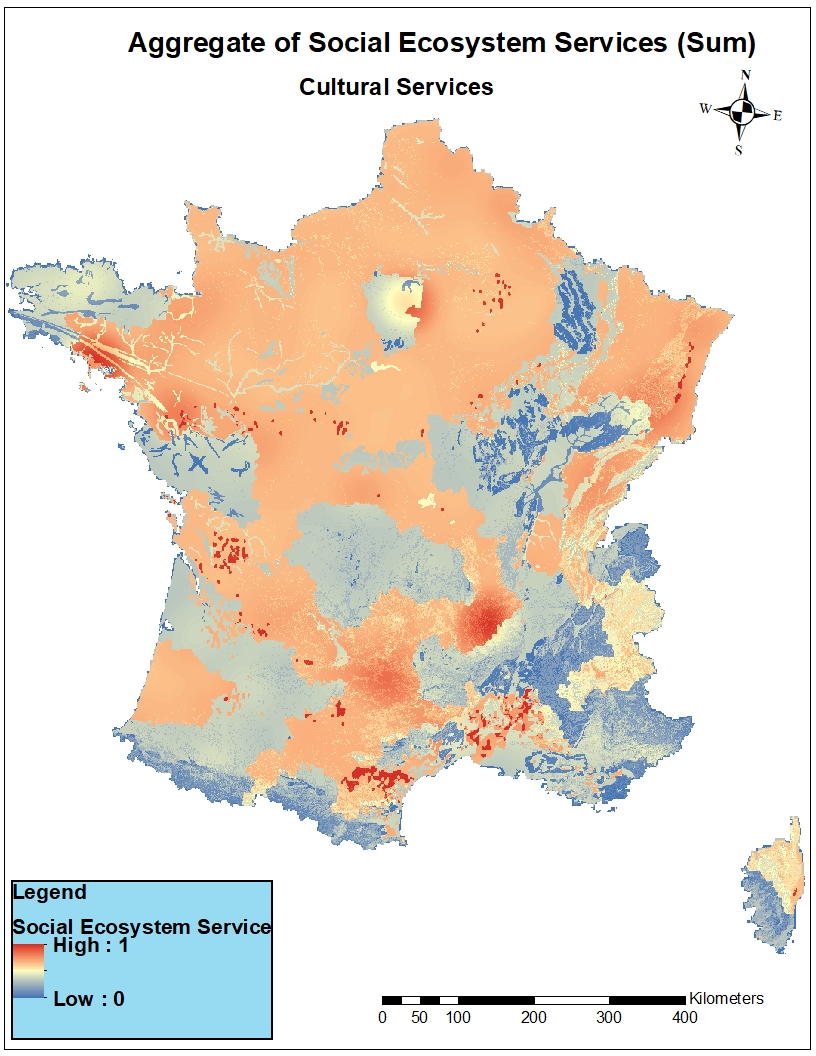 Aggregate of Social Ecosystem Services (Sum)
Cultural Services
N
W E
S
Legend
Social Ecosystem Service
High : 1
Low : 0
Kilometers
0 50 100 200 300 400